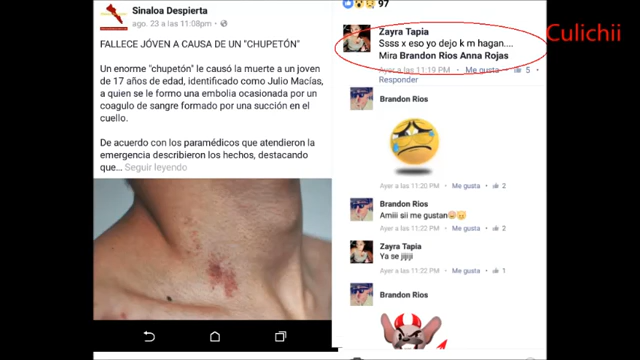 Sinaloa Despierta
ago. 23 a las 11:08pm
FALLECE JÓVEN A CAUSA DE UN "CHUPETÓN"
Un enorme "chupetón" le causó la muerte a un joven
de 17 años de edad, identificado como Julio Macías,
a quien se le formo una embolia ocasionada por un
coagulo de sangre formado por una succión en el
cuello.
De acuerdo con los paramédicos que atendieron la
emergencia describieron los hechos, destacando
que... Seguir leyendo
97
Culichii
Zayra Tapia
Ssss x eso yo dejo k m hagan....
Mira Brandon Rios Anna Rojas
Ayer a las 11:19 PM Me gusta 5
Responder
Brandon Rios
Ayer a las 11:20 PM Me gusta 2
Brandon Rios
Amiii sii me gustan
Ayer a las 11:22 PM Me gusta 2
Zayra Tapia
Ya se jijiji
Ayer a las 11:22 PM Me gusta 1
Brandon Rios